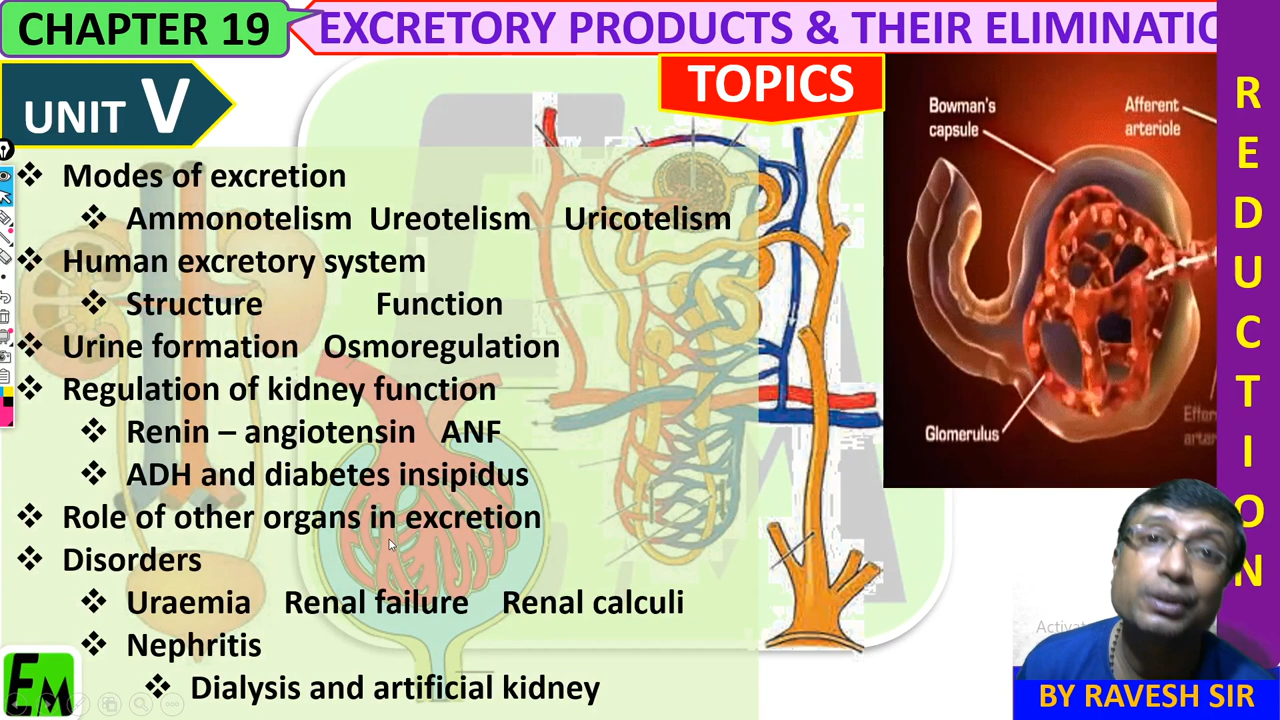 CHAPTER 19
EXCRETORY PRODUCTS & THEIR ELIMINATIO
UNIT V
TOPICS
❖ Modes of excretion
❖ Ammonotelism Ureotelism Uricotelism
❖ Human excretory system
❖ Structure Function
❖ Urine formation Osmoregulation
❖ Regulation of kidney function
❖ Renin – angiotensin ANF
❖ ADH and diabetes insipidus
❖ Role of other organs in excretion
❖ Disorders
❖ Uraemia Renal failure Renal calculi
❖ Nephritis
❖ Dialysis and artificial kidney
Bowman's
capsule
Afferent
arteriole
Glomerulus
REDUCTION
Activat
EM
BY RAVESH SIR